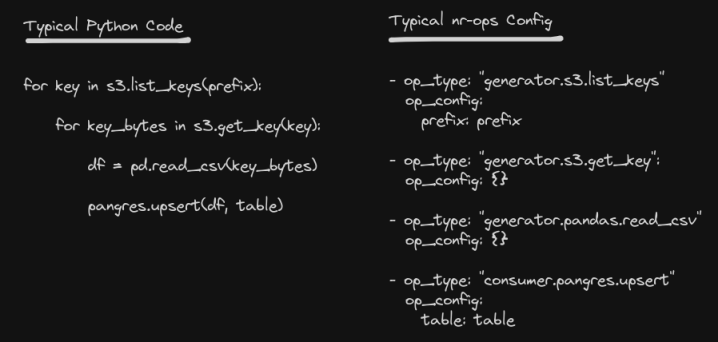 Typical Python Code
for key in s3.list_keys(prefix):
for key_bytes in s3.get_key(key):
df = pd.read_csv(key_bytes)
pangres.upsert(df, table)
Typical nr-ops Config
- op_type: "generator.s3.list_keys"
op_config:
prefix: prefix
- op_type: "generator.s3.get_key":
op_config: {}
- op_type: "generator.pandas.read_csv"
op_config: {}
- op_type: "consumer.pangres.upsert"
op_config:
table: table